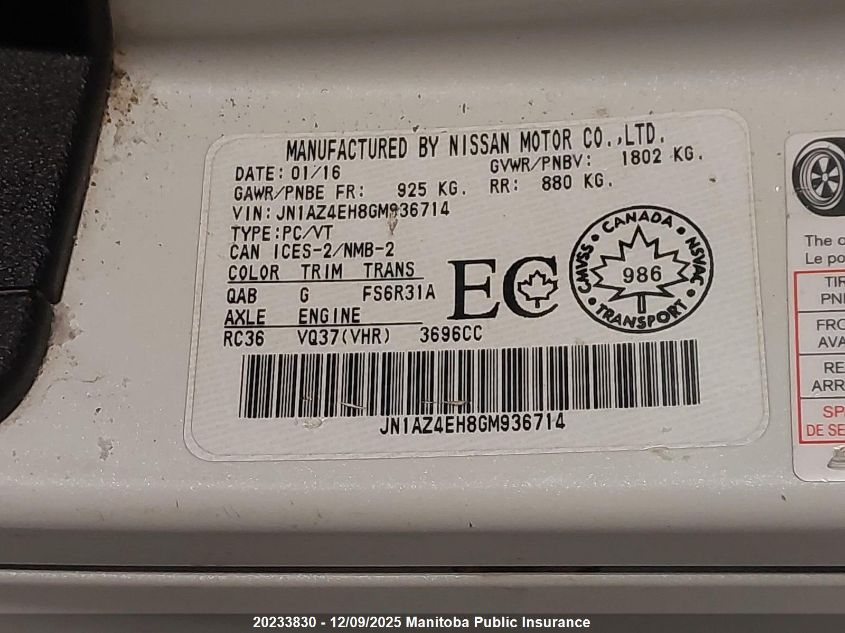 MANUFACTURED BY NISSAN MOTOR CO.,LTD.
DATE: 01/16 GVWR/PNBV: 1802 KG.
GAWR/PNBE FR: 925 KG. RR: 880 KG.
VIN: JN1AZ4EH8GM936714
TYPE: PC/VT
CAN ICES-2/NMB-2
COLOR TRIM TRANS
QAB G FS6R31A
AXLE ENGINE
RC36 VQ37(VHR) 3696CC
EC
CANADA
CMVSS 986 NSVAC
TRANSPORT
JN1AZ4EH8GM936714
The
Le
TIR
PN
FRO
AVA
RE
ARR
SP
DE SE
20233830 - 12/09/2025 Manitoba Public Insurance